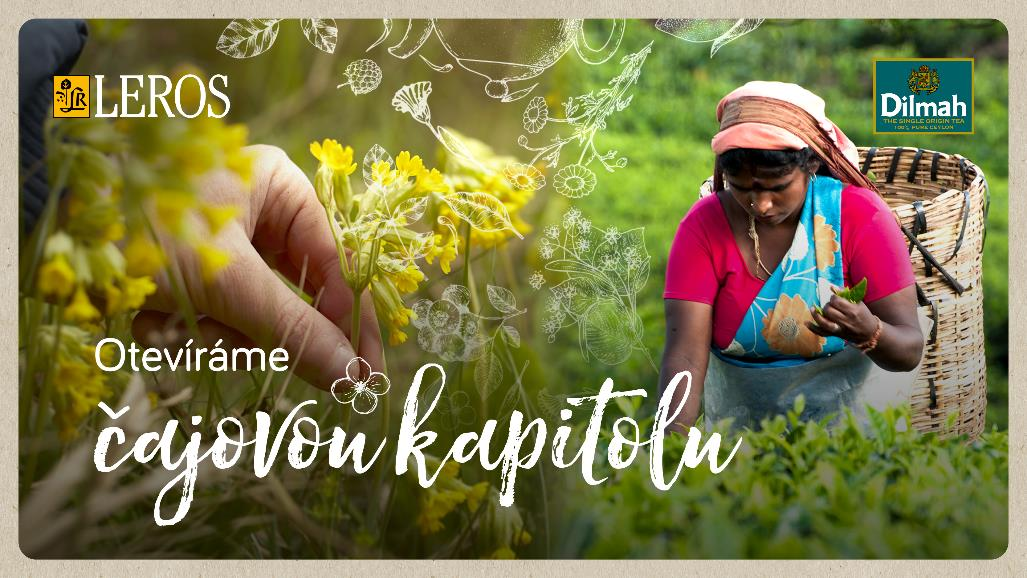 LEROS
Dilmah
THE SINGLE ORIGIN TEA
100% PURE CEYLON
Otevíráme
čajovou kapitolu